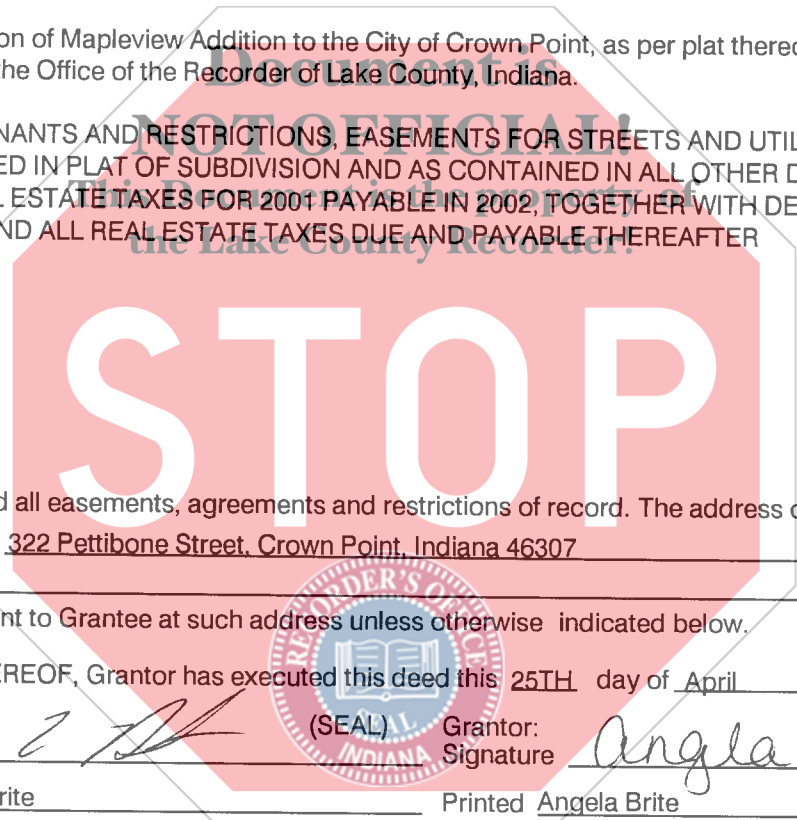 on of Mapleview Addition to the City of Crown Point, as per plat thered
Document is
the Office of the Recorder of Lake County, Indiana.
NOT OFFICIAL!
NANTS AND RESTRICTIONS, EASEMENTS FOR STREETS AND UTIL
ED IN PLAT OF SUBDIVISION AND AS CONTAINED IN ALL OTHER D
This Document is the property of
L ESTATE TAXES FOR 2001 PAYABLE IN 2002, TOGETHER WITH DE
the Lake County Recorder!
ND ALL REAL ESTATE TAXES DUE AND PAYABLE THEREAFTER
STOP
d all easements, agreements and restrictions of record. The address o
322 Pettibone Street, Crown Point, Indiana 46307
RECORDER'S OFFICE
nt to Grantee at such address unless otherwise indicated below.
EREOF, Grantor has executed this deed this 25TH day of April
SEAL
(SEAL) Grantor:
INDIANA
Signature Angela
rite Printed Angela Brite